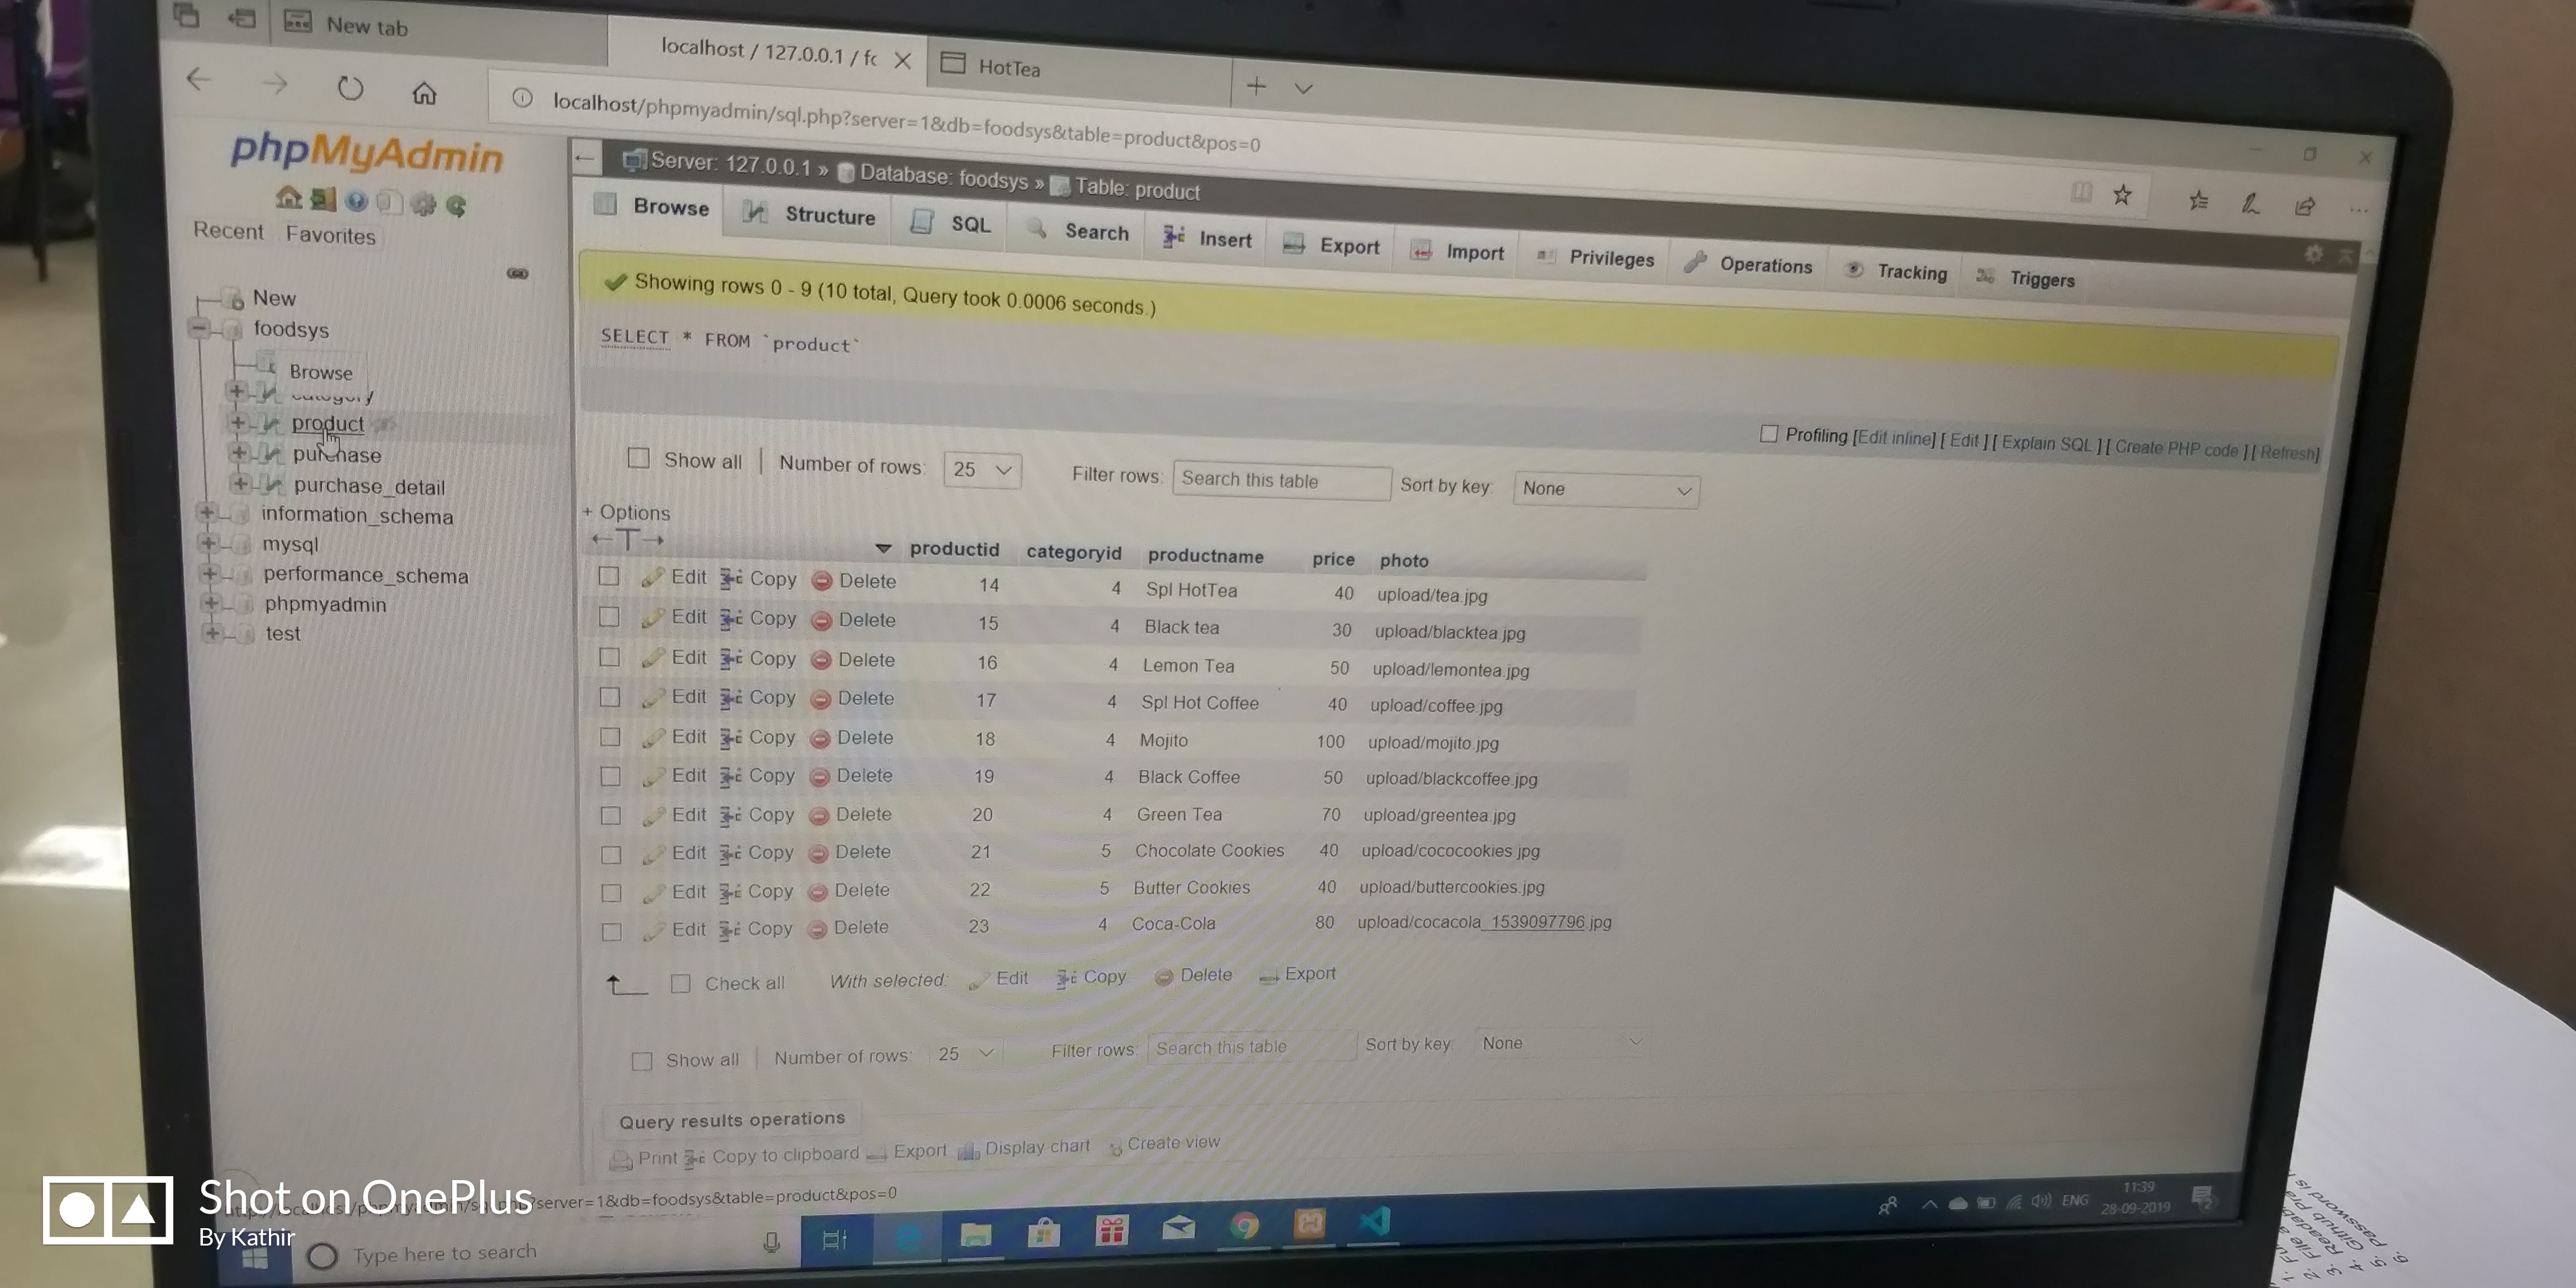 New tab
localhost / 127.0.0.1 / fc
HotTea
localhost/phpmyadmin/sql.php?server=1&db=foodsys&table=product&pos=0
phpMyAdmin
Recent Favorites
New
foodsys
Browse
category
product
purchase
purchase_detail
information_schema
mysql
performance_schema
phpmyadmin
test
Server: 127.0.0.1 » Database: foodsys » Table: product
Browse Structure SQL Search Insert Export Import Privileges Operations Tracking Triggers
Showing rows 0 - 9 (10 total, Query took 0.0006 seconds.)
SELECT * FROM `product`
Profiling [Edit inline] [ Edit ] [ Explain SQL ] [ Create PHP code ] [ Refresh]
Show all | Number of rows: 25 Filter rows: Search this table Sort by key: None
+ Options
←T→ productid categoryid productname price photo
Edit Copy Delete 14 4 Spl HotTea 40 upload/tea.jpg
Edit Copy Delete 15 4 Black tea 30 upload/blacktea.jpg
Edit Copy Delete 16 4 Lemon Tea 50 upload/lemontea.jpg
Edit Copy Delete 17 4 Spl Hot Coffee 40 upload/coffee.jpg
Edit Copy Delete 18 4 Mojito 100 upload/mojito.jpg
Edit Copy Delete 19 4 Black Coffee 50 upload/blackcoffee.jpg
Edit Copy Delete 20 4 Green Tea 70 upload/greentea.jpg
Edit Copy Delete 21 5 Chocolate Cookies 40 upload/cococookies.jpg
Edit Copy Delete 22 5 Butter Cookies 40 upload/buttercookies.jpg
Edit Copy Delete 23 4 Coca-Cola 80 upload/cocacola_1539097796.jpg
Check all With selected: Edit Copy Delete Export
Show all | Number of rows: 25 Filter rows: Search this table Sort by key: None
Query results operations
Print Copy to clipboard Export Display chart Create view
?server=1&db=foodsys&table=product&pos=0
Type here to search
ENG
11:39
28-09-2019
2
Shot on OnePlus
By Kathir
1.
2. File
3.
4.
5. Github
6. Password is